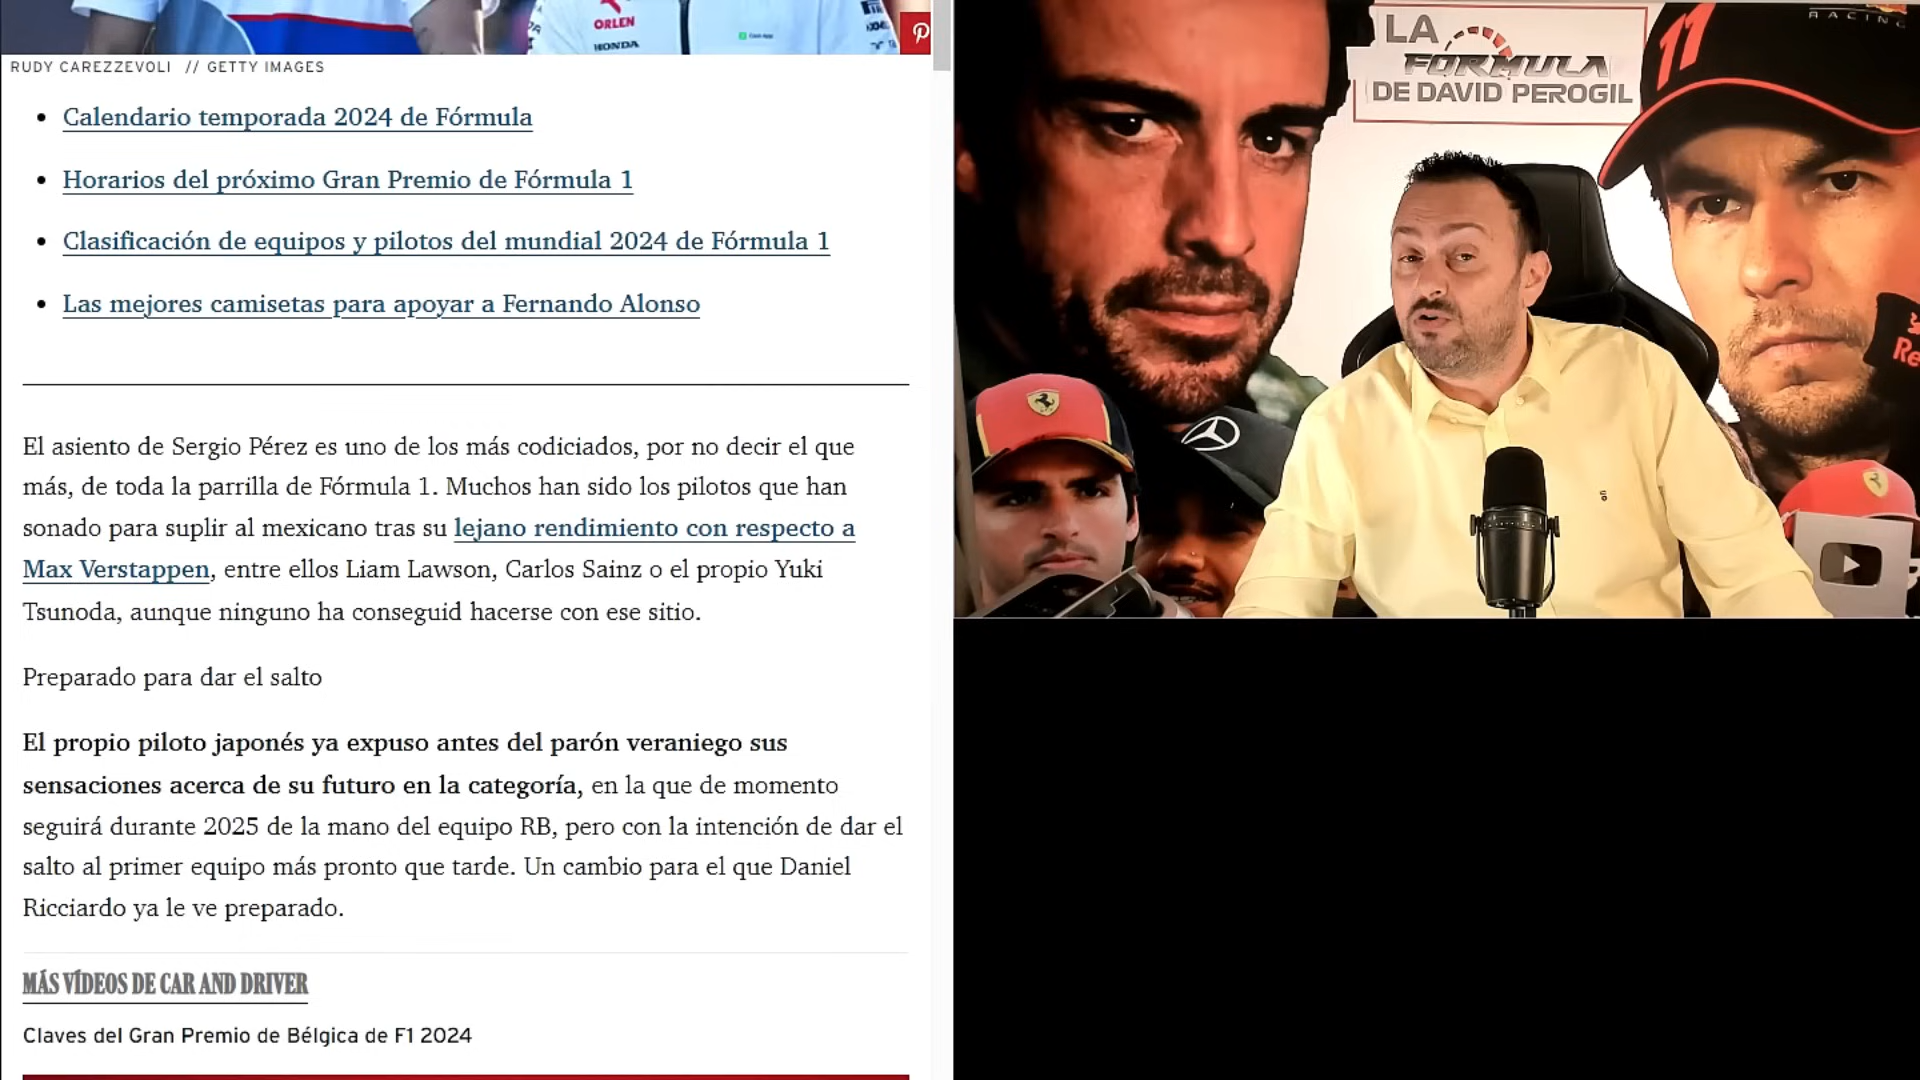 ORLEN
HONDA
RUDY CAREZZEVOLI // GETTY IMAGES
Calendario temporada 2024 de Fórmula
Horarios del próximo Gran Premio de Fórmula 1
Clasificación de equipos y pilotos del mundial 2024 de Fórmula 1
Las mejores camisetas para apoyar a Fernando Alonso
El asiento de Sergio Pérez es uno de los más codiciados, por no decir el que
más, de toda la parrilla de Fórmula 1. Muchos han sido los pilotos que han
sonado para suplir al mexicano tras su lejano rendimiento con respecto a
Max Verstappen, entre ellos Liam Lawson, Carlos Sainz o el propio Yuki
Tsunoda, aunque ninguno ha conseguid hacerse con ese sitio.
Preparado para dar el salto
El propio piloto japonés ya expuso antes del parón veraniego sus
sensaciones acerca de su futuro en la categoría, en la que de momento
seguirá durante 2025 de la mano del equipo RB, pero con la intención de dar el
salto al primer equipo más pronto que tarde. Un cambio para el que Daniel
Ricciardo ya le ve preparado.
MÁS VÍDEOS DE CAR AND DRIVER
Claves del Gran Premio de Bélgica de F1 2024
LA
FÓRMULA
DE DAVID PEROGIL
11
RACING
Re